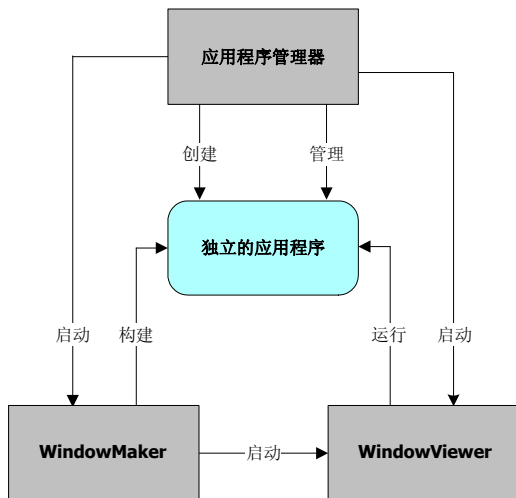 应用程序管理器
创建
管理
独立的应用程序
启动
构建
运行
启动
WindowMaker
启动
WindowViewer